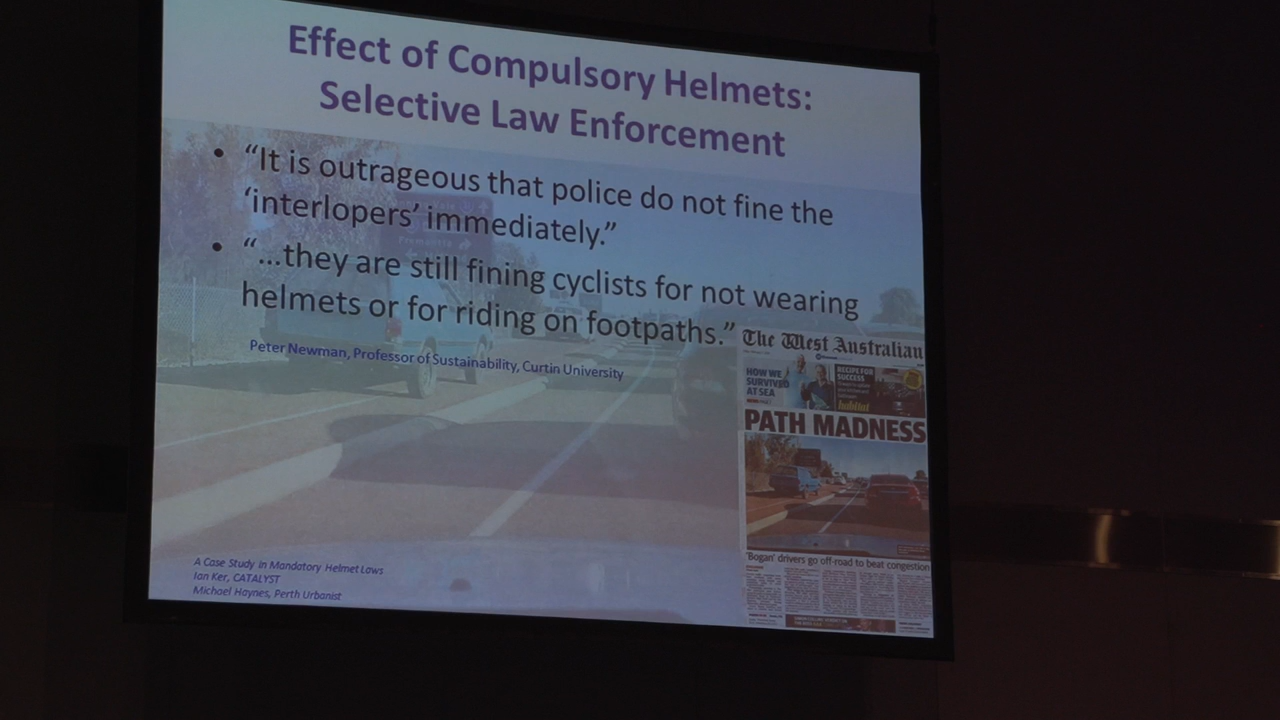 Effect of Compulsory Helmets:
Selective Law Enforcement
• “It is outrageous that police do not fine the
‘interlopers’ immediately.”
• “...they are still fining cyclists for not wearing
helmets or for riding on footpaths.”
Peter Newman, Professor of Sustainability, Curtin University
The West Australian
HOW WE
SURVIVED
AT SEA
RECIPE FOR
SUCCESS
habitat
PATH MADNESS
'Bogan' drivers go off-road to beat congestion
A Case Study in Mandatory Helmet Laws
Ian Ker, CATALYST
Michael Haynes, Perth Urbanist